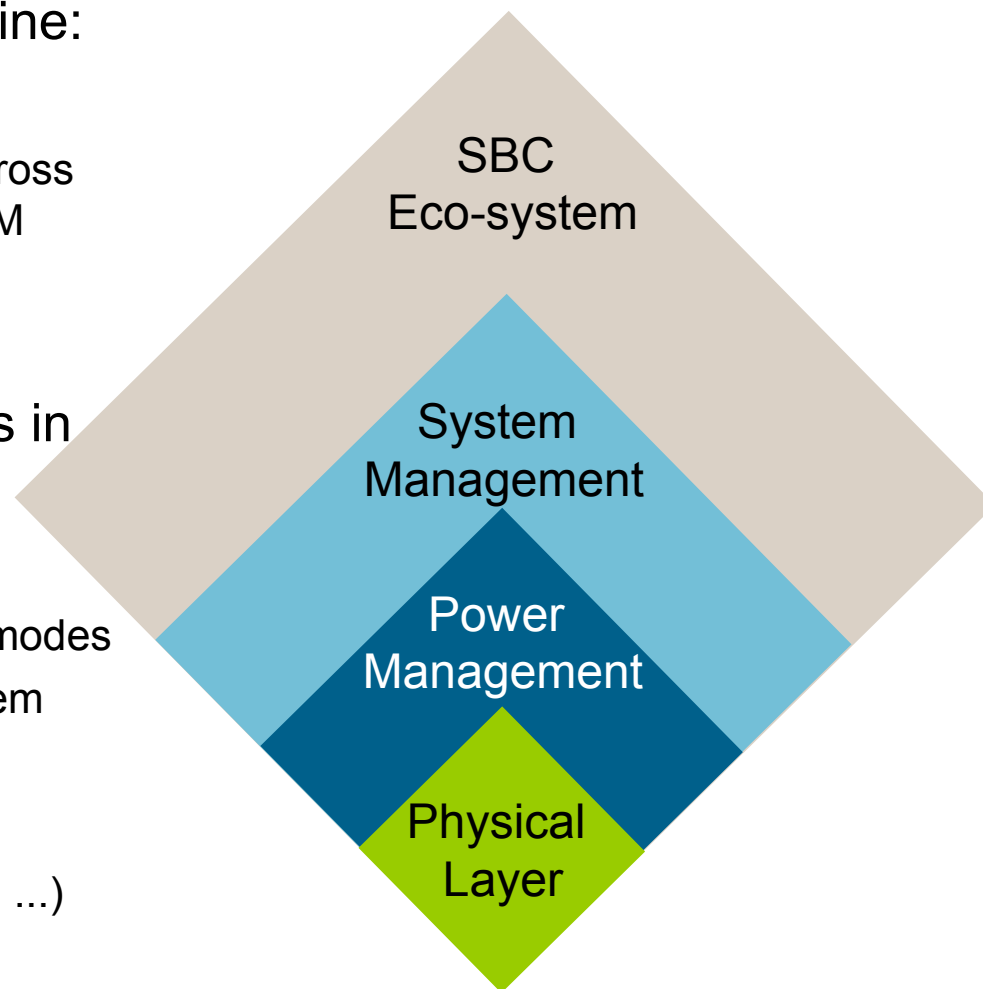 ine:
ross
M
s in
modes
em
...)
SBC
Eco-system
System
Management
Power
Management
Physical
Layer